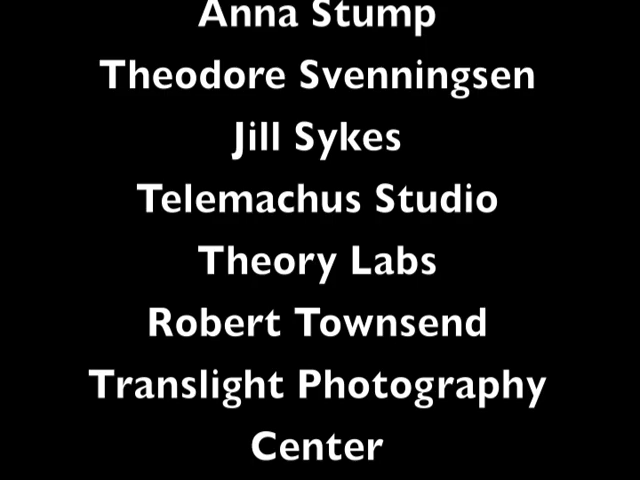 Anna Stump
Theodore Svenningsen
Jill Sykes
Telemachus Studio
Theory Labs
Robert Townsend
Translight Photography
Center